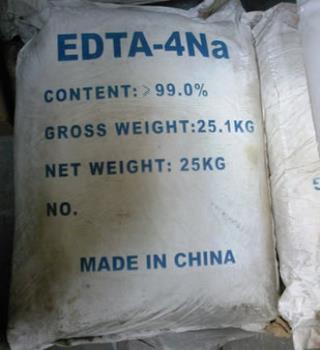 EDTA-4Na
CONTENT: ≥99.0%
GROSS WEIGHT:25.1KG
NET WEIGHT: 25KG
NO.
MADE IN CHINA